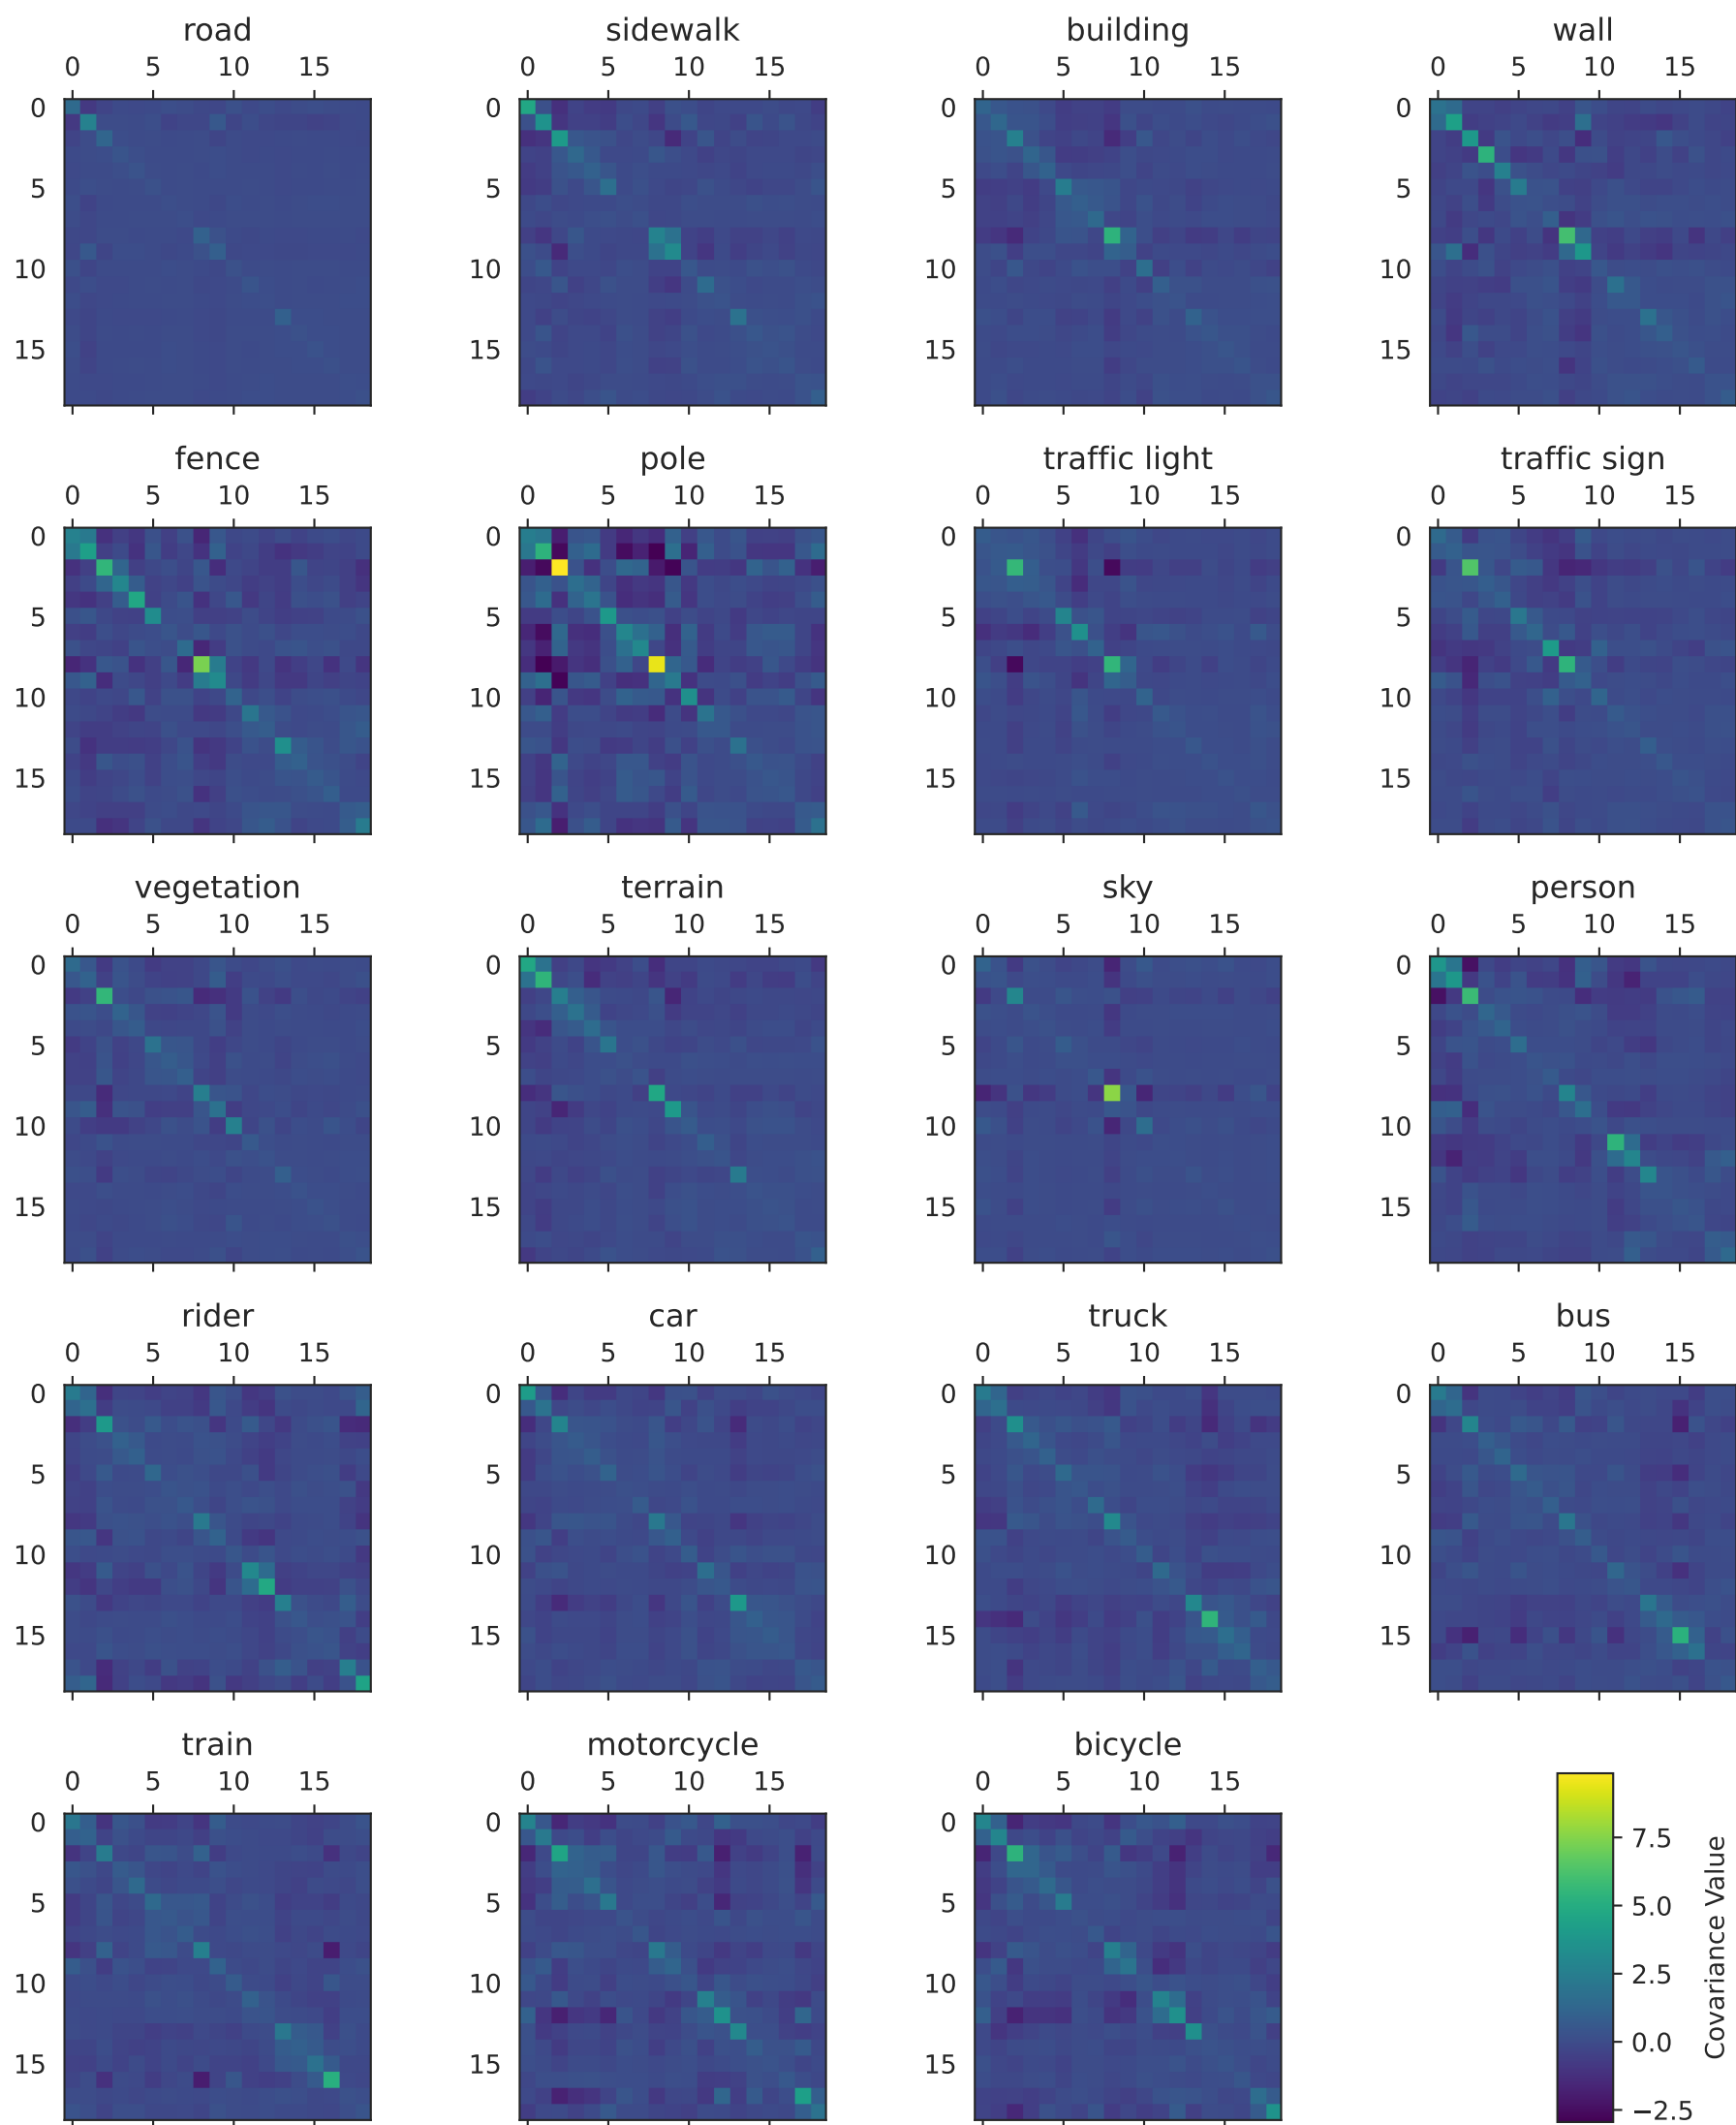 road sidewalk building wall
0 5 10 15 0 5 10 15 0 5 10 15 0 5 10 15
0 0 0 0
5 5 5 5
10 10 10 10
15 15 15 15
fence pole traffic light traffic sign
0 5 10 15 0 5 10 15 0 5 10 15 0 5 10 15
0 0 0 0
5 5 5 5
10 10 10 10
15 15 15 15
vegetation terrain sky person
0 5 10 15 0 5 10 15 0 5 10 15 0 5 10 15
0 0 0 0
5 5 5 5
10 10 10 10
15 15 15 15
rider car truck bus
0 5 10 15 0 5 10 15 0 5 10 15 0 5 10 15
0 0 0 0
5 5 5 5
10 10 10 10
15 15 15 15
train motorcycle bicycle
0 5 10 15 0 5 10 15 0 5 10 15
0 0 0
5 5 5
10 10 10
15 15 15
7.5
5.0
2.5
0.0
−2.5
Covariance Value